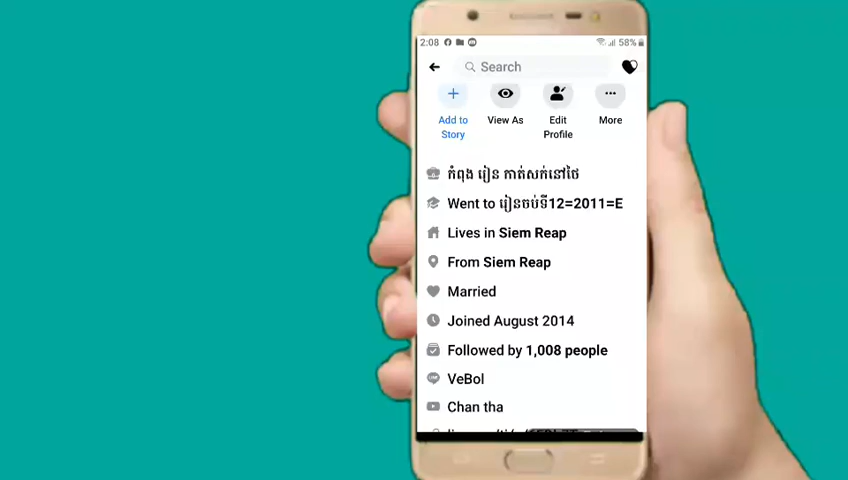 2:08
58%
Search
Add to Story
View As
Edit Profile
More
កំពុង រៀន កាត់សក់នៅថៃ
Went to រៀនចប់ទី12=2011=E
Lives in Siem Reap
From Siem Reap
Married
Joined August 2014
Followed by 1,008 people
VeBol
Chan tha